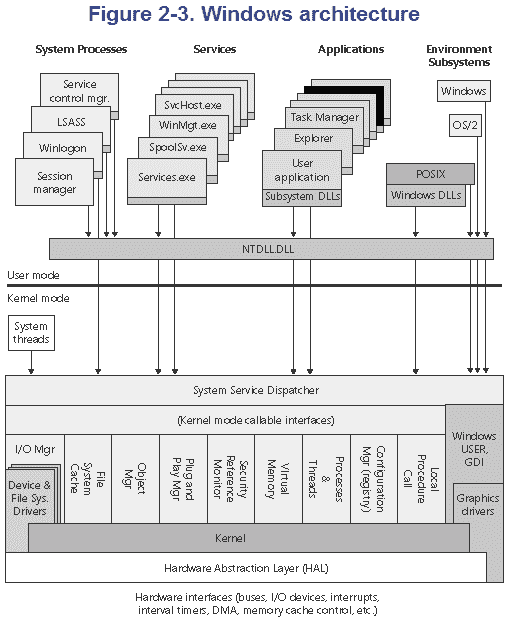 Figure 2-3. Windows architecture
System Processes
Services
Applications
Environment
Subsystems
Service
control mgr.
LSASS
Winlogon
Session
manager
SvcHost.exe
WinMgt.exe
SpoolSv.exe
Services.exe
Task Manager
Explorer
User
application
Subsystem DLLs
Windows
OS/2
POSIX
Windows DLLs
NTDLL.DLL
User mode
Kernel mode
System
threads
System Service Dispatcher
(Kernel mode callable interfaces)
I/O Mgr
Device &
File Sys.
Drivers
File
System
Cache
Object
Mgr
Plug and
Play Mgr
Security
Reference
Monitor
Virtual
Memory
Processes
&
Threads
Configuration
Mgr (registry)
Local
Procedure
Call
Windows
USER,
GDI
Graphics
drivers
Kernel
Hardware Abstraction Layer (HAL)
Hardware interfaces (buses, I/O devices, interrupts,
interval timers, DMA, memory cache control, etc.)